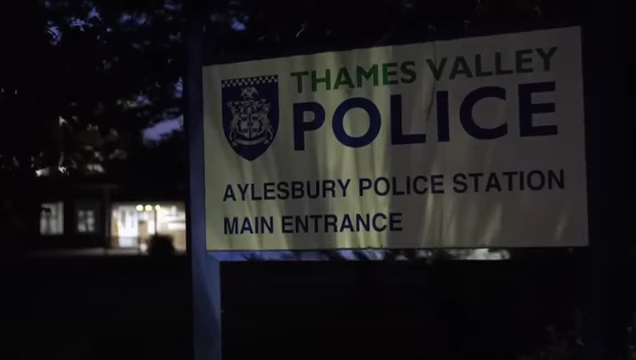 THAMES VALLEY
POLICE
AYLESBURY POLICE STATION
MAIN ENTRANCE